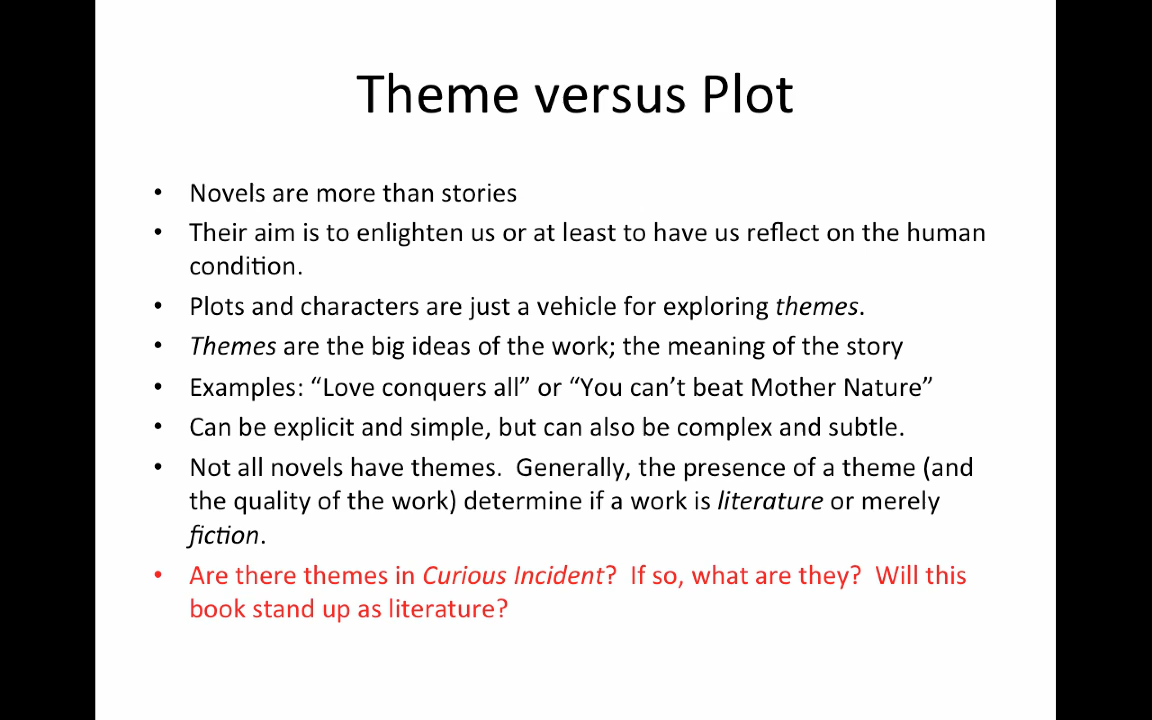 Theme versus Plot
• Novels are more than stories
• Their aim is to enlighten us or at least to have us reflect on the human
condition.
• Plots and characters are just a vehicle for exploring themes.
• Themes are the big ideas of the work; the meaning of the story
• Examples: “Love conquers all” or “You can’t beat Mother Nature”
• Can be explicit and simple, but can also be complex and subtle.
• Not all novels have themes.  Generally, the presence of a theme (and
the quality of the work) determine if a work is literature or merely
fiction.
• Are there themes in Curious Incident?  If so, what are they?  Will this
book stand up as literature?